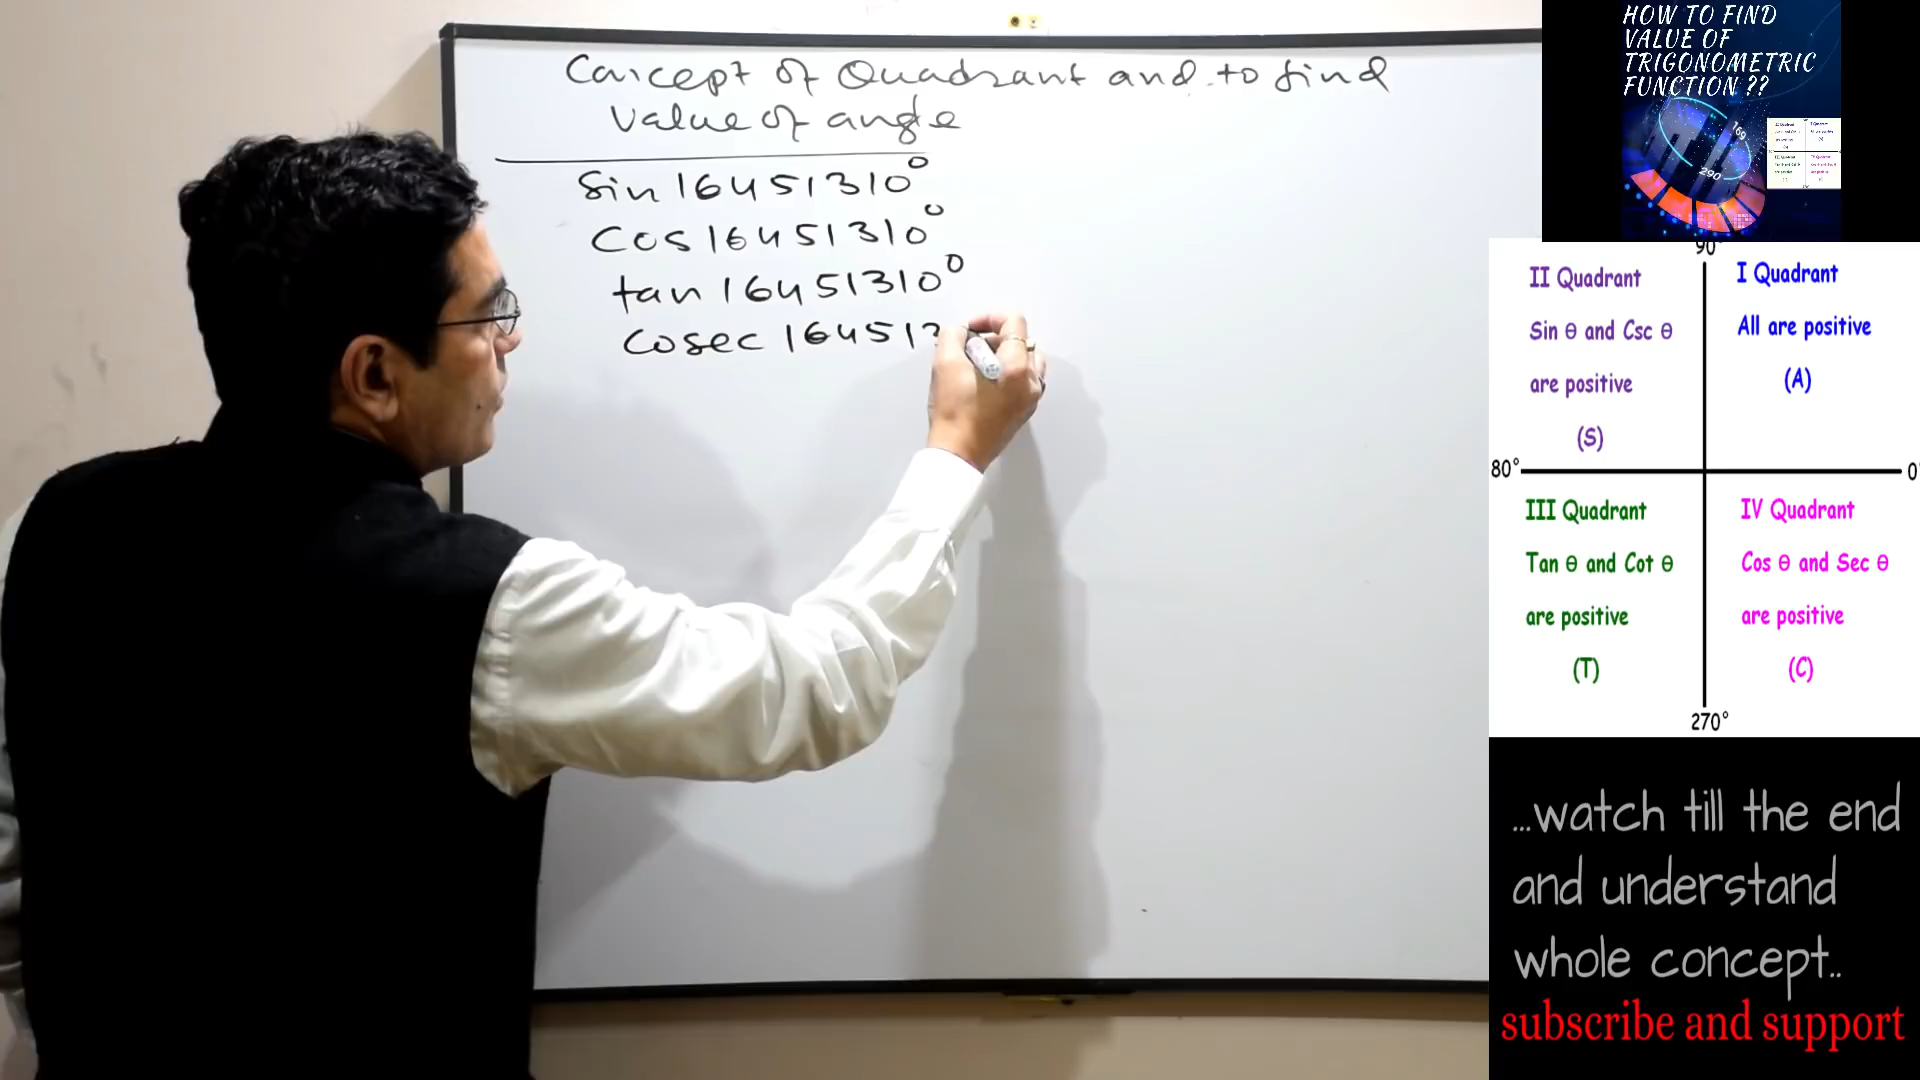 Concept of Quadrant and to find
Value of angle
Sin 16451310°
Cos 16451310°
tan 16451310°
Cosec 164513
HOW TO FIND
VALUE OF
TRIGONOMETRIC
FUNCTION ??
169
290
90°
II Quadrant
Sin θ and Csc θ
are positive
(S)
I Quadrant
All are positive
(A)
80°
0°
III Quadrant
Tan θ and Cot θ
are positive
(T)
IV Quadrant
Cos θ and Sec θ
are positive
(C)
270°
...watch till the end
and understand
whole concept..
subscribe and support